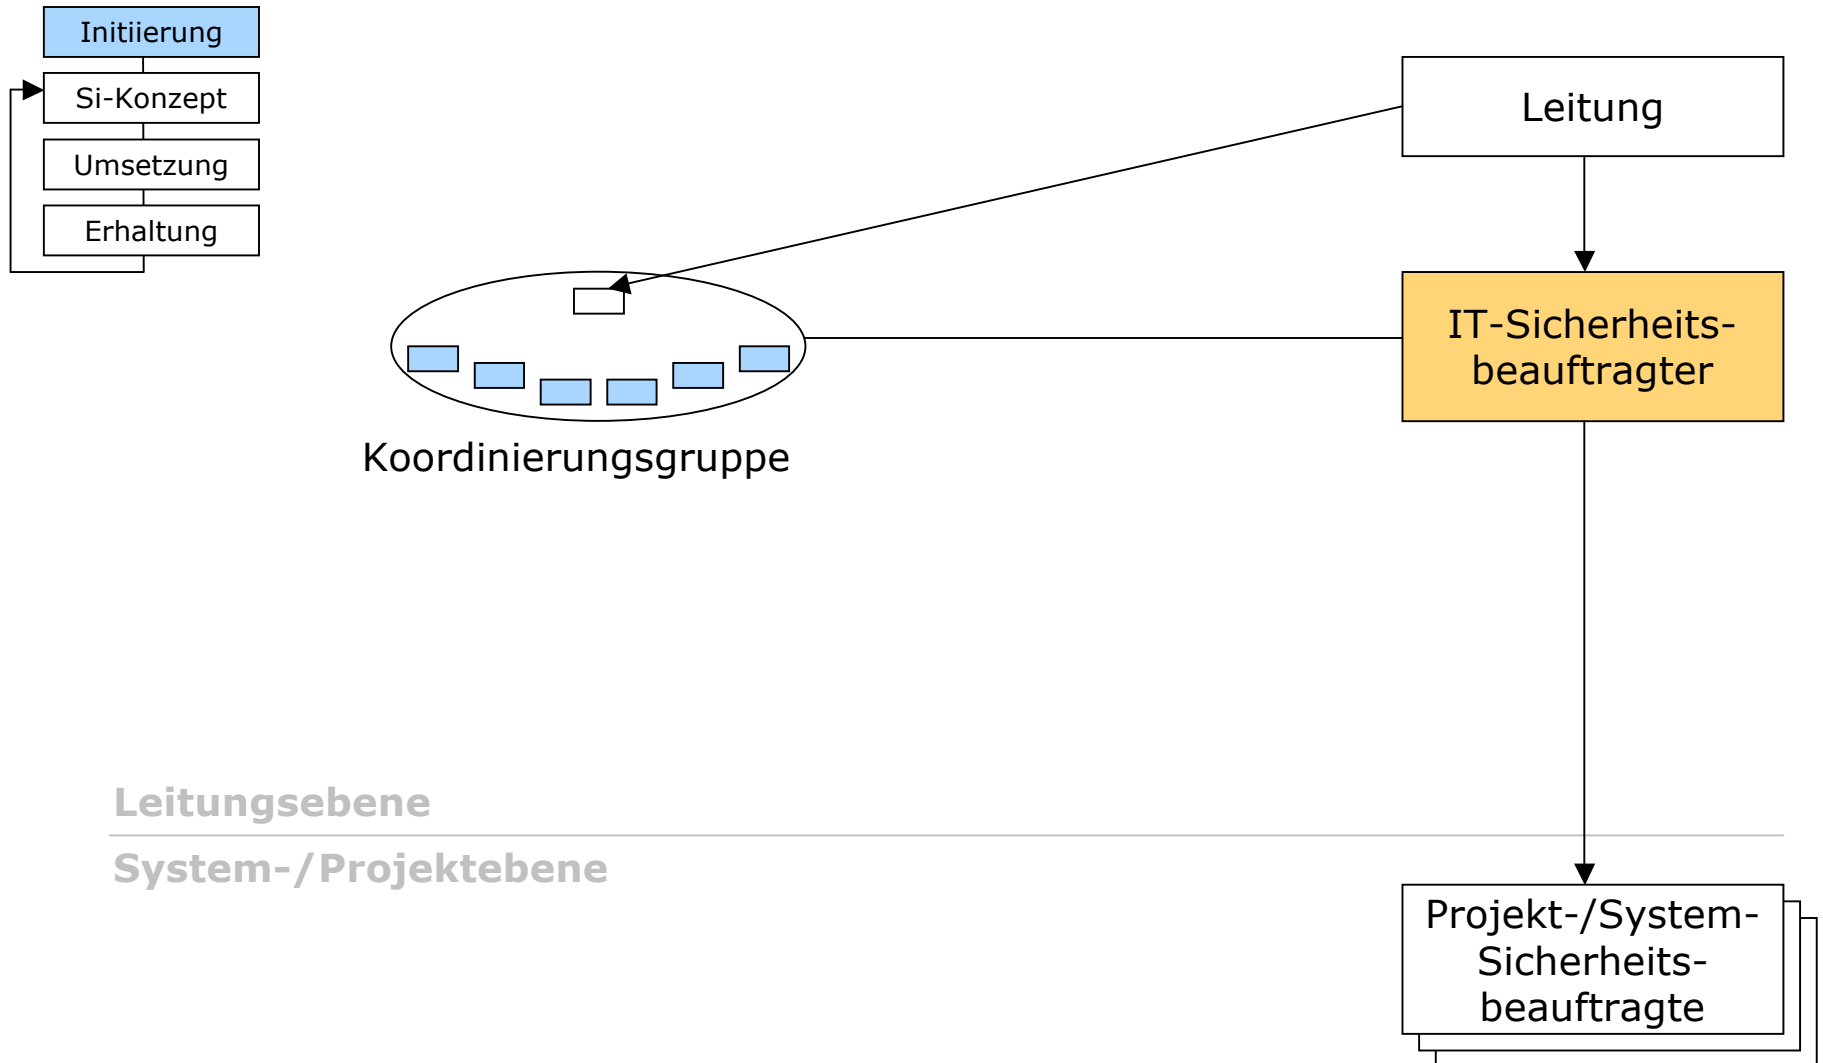 Initiierung
Si-Konzept
Umsetzung
Erhaltung
Leitung
IT-Sicherheits-
beauftragter
Koordinierungsgruppe
Leitungsebene
System-/Projektebene
Projekt-/System-
Sicherheits-
beauftragte